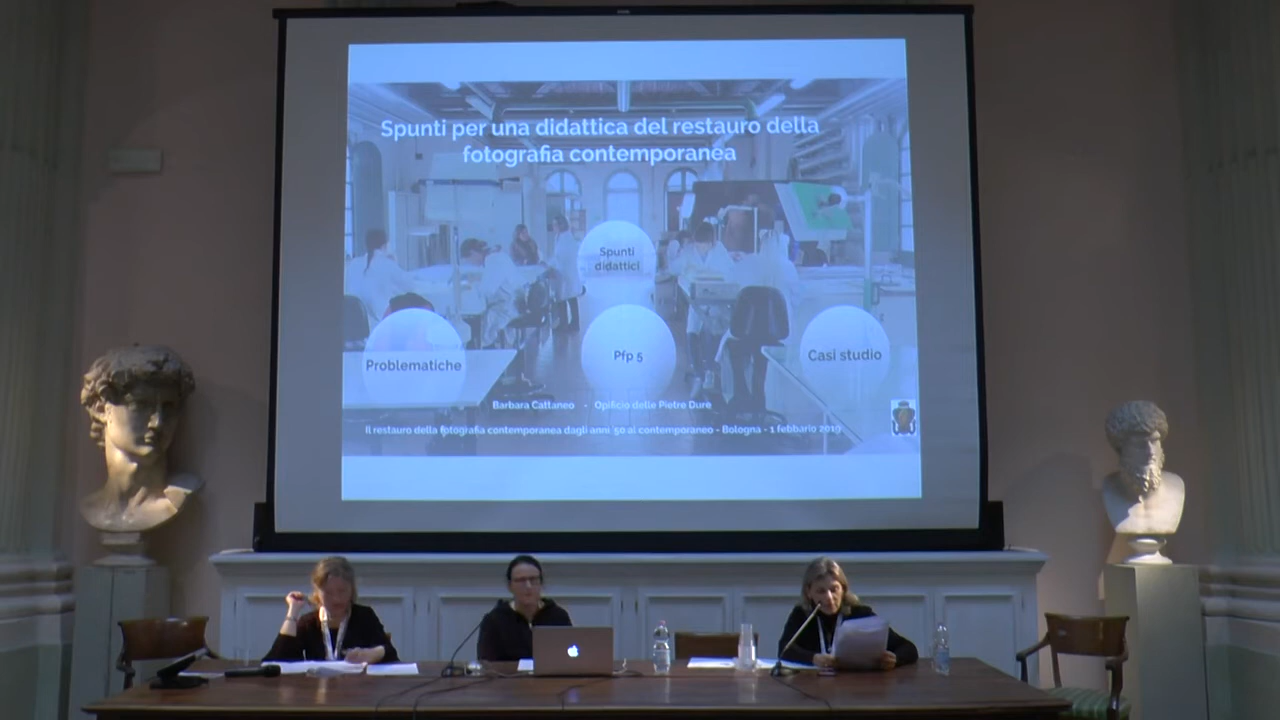 Spunti per una didattica del restauro della
fotografia contemporanea
Spunti
didattici
Problematiche
Pfp 5
Casi studio
Barbara Cattaneo - Opificio delle Pietre Dure
Il restauro della fotografia contemporanea dagli anni '50 al contemporaneo - Bologna - 1 febbario 2019